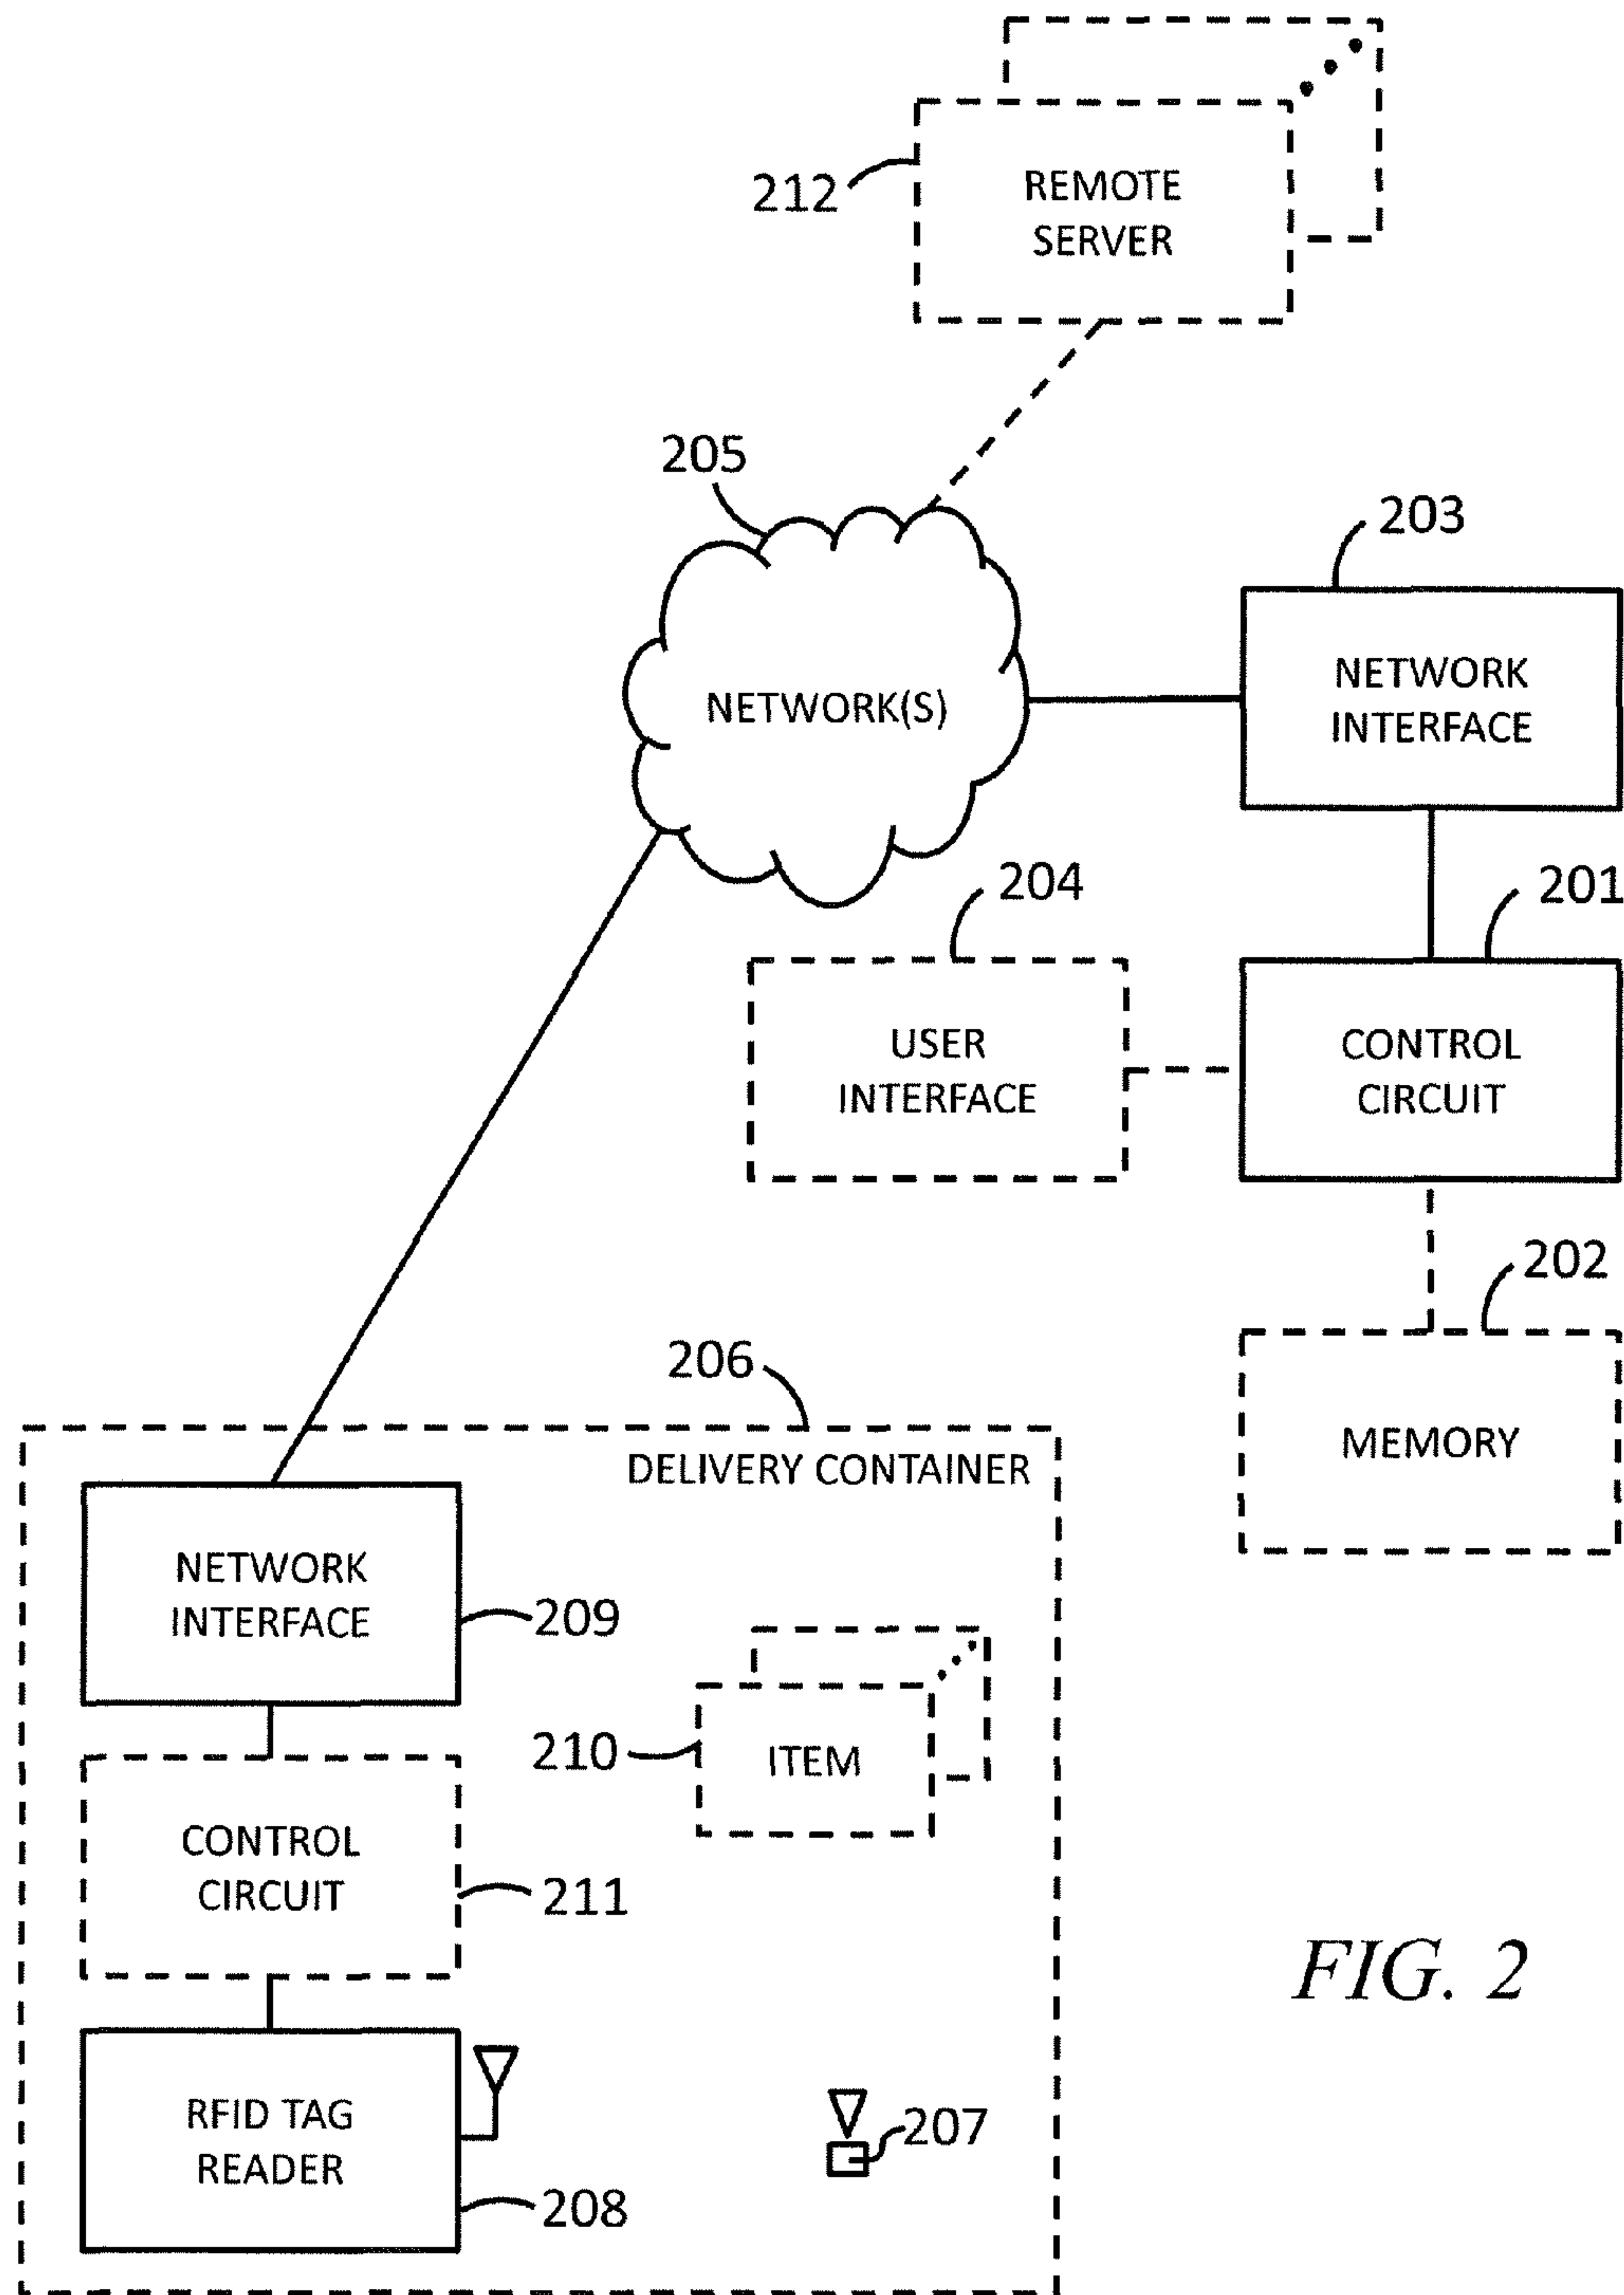 212
REMOTE
SERVER
205
203
NETWORK(S)
NETWORK
INTERFACE
204
201
USER
INTERFACE
CONTROL
CIRCUIT
202
206
MEMORY
DELIVERY CONTAINER
NETWORK
INTERFACE
209
210
ITEM
CONTROL
CIRCUIT
211
FIG. 2
RFID TAG
READER
207
208